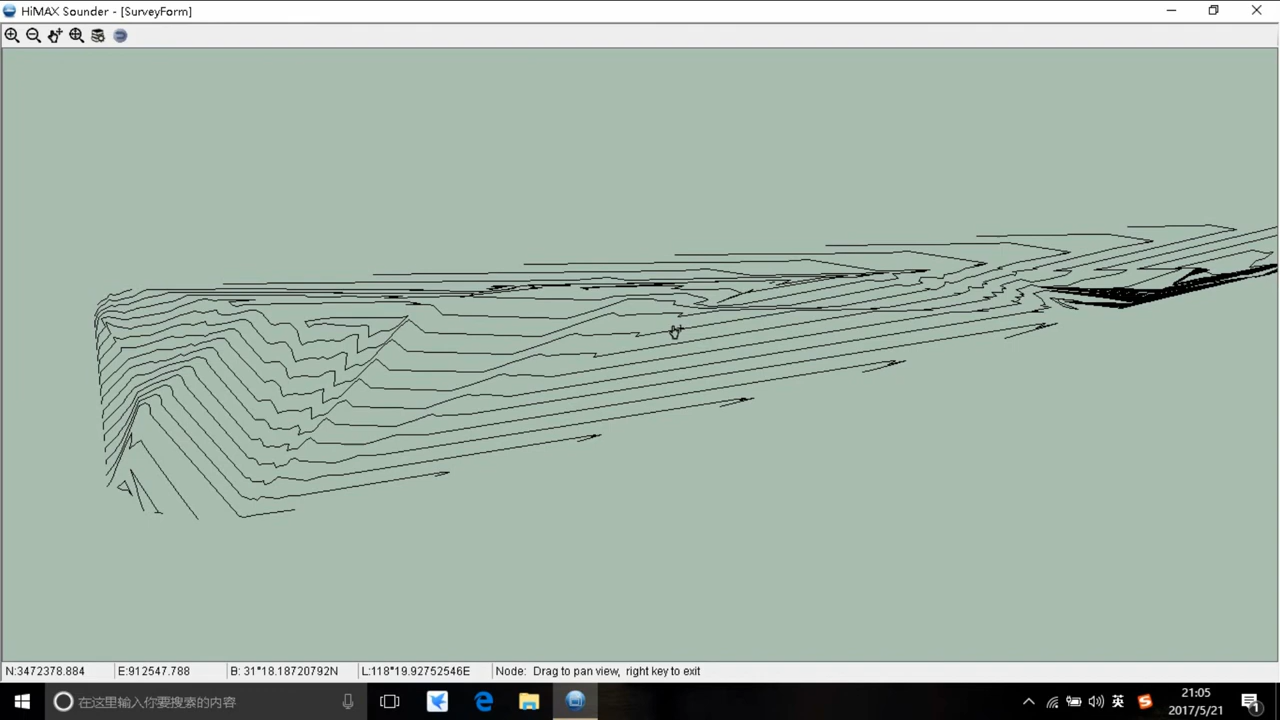 HiMAX Sounder - [SurveyForm]
N:3472378.884 E:912547.788 B: 31°18.18720792N L:118°19.92752546E Node: Drag to pan view, right key to exit
在这里输入你要搜索的内容
英
21:05
2017/5/21
1